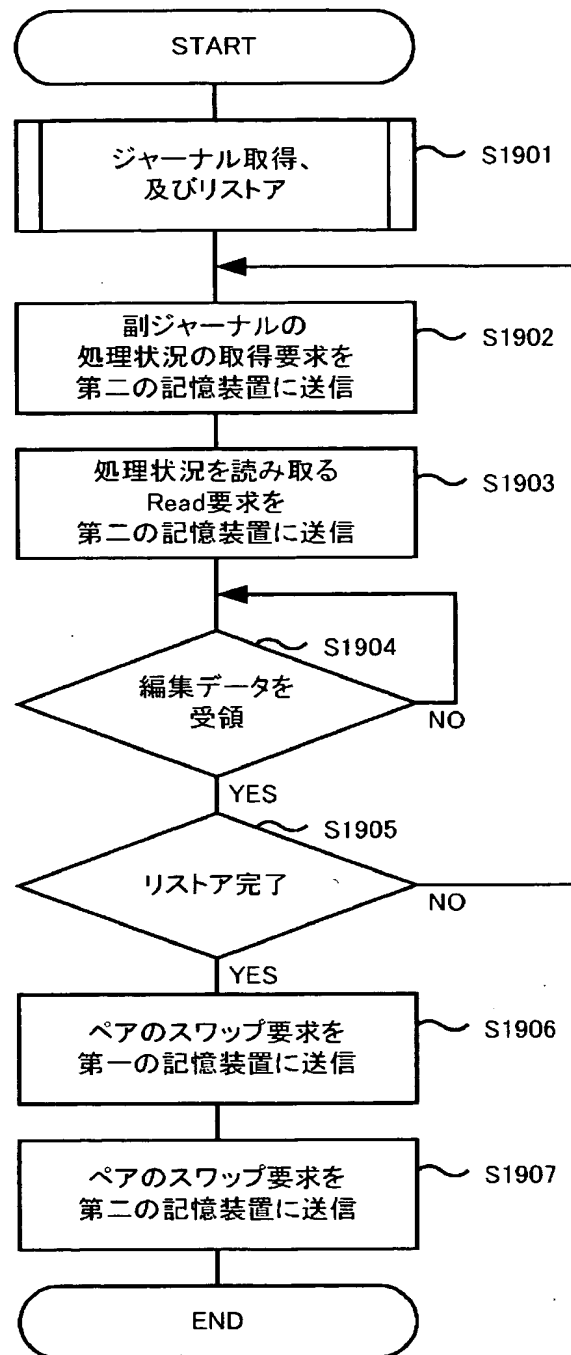 START
ジャーナル取得、
及びリストア
S1901
副ジャーナルの
処理状況の取得要求を
第二の記憶装置に送信
S1902
処理状況を読み取る
Read要求を
第二の記憶装置に送信
S1903
S1904
編集データを
受領
NO
YES
S1905
リストア完了
NO
YES
ペアのスワップ要求を
第一の記憶装置に送信
S1906
ペアのスワップ要求を
第二の記憶装置に送信
S1907
END